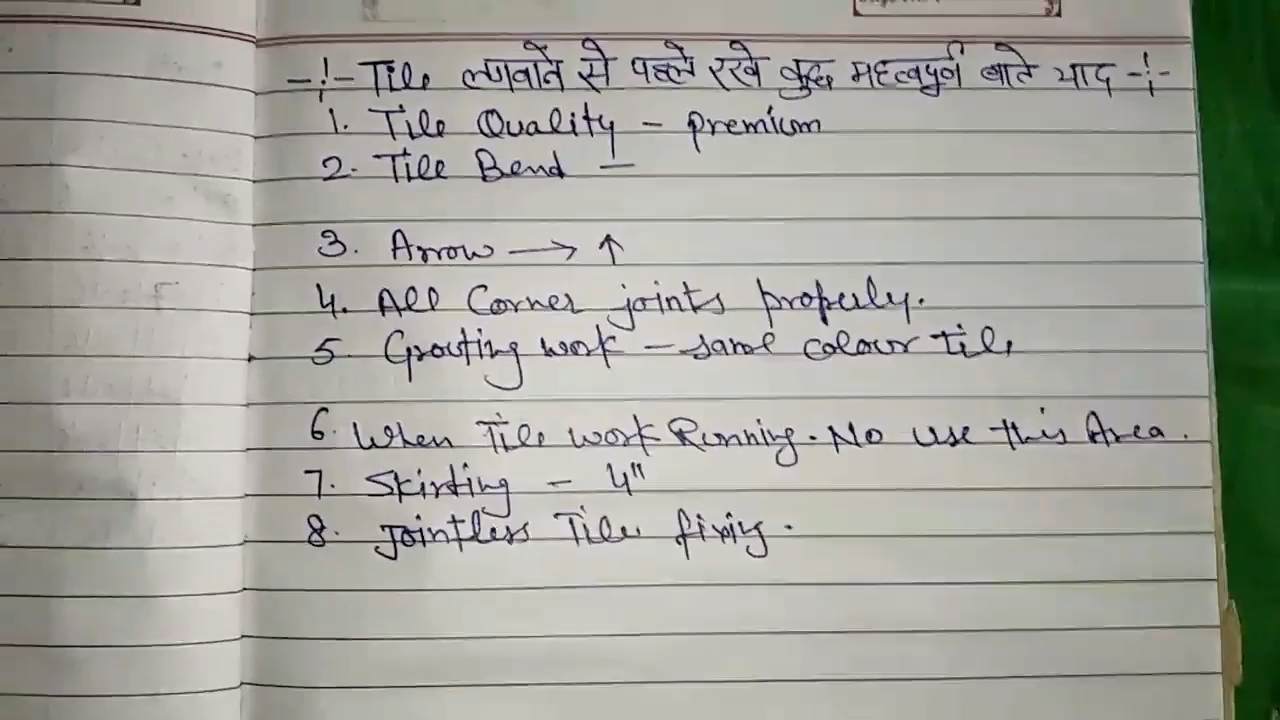 -:- Tile लगवाने से पहले रखे कुछ महत्वपूर्ण बाते याद -:-
1. Tile Quality - premium
2. Tile Bend -
3. Arrow → ↑
4. All Corner joints properly.
5. Grouting work - same colour tile
6. When Tile work Running. No use this Area.
7. Skirting - 4"
8. Jointless Tile fixing.